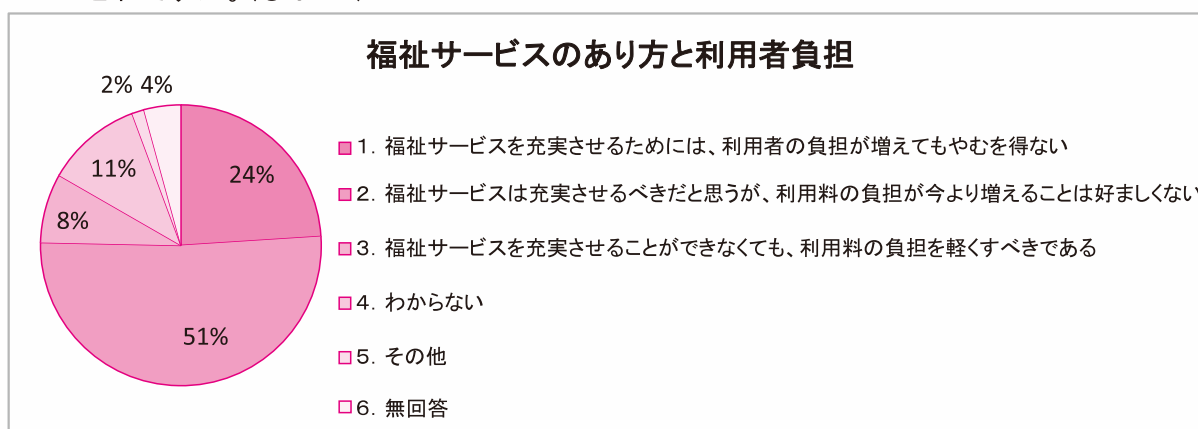 福祉サービスのあり方と利用者負担
2% 4%
24%
11%
8%
51%
1. 福祉サービスを充実させるためには、利用者の負担が増えてもやむを得ない
2. 福祉サービスは充実させるべきだと思うが、利用料の負担が今より増えることは好ましくない
3. 福祉サービスを充実させることができなくても、利用料の負担を軽くすべきである
4. わからない
5. その他
6. 無回答